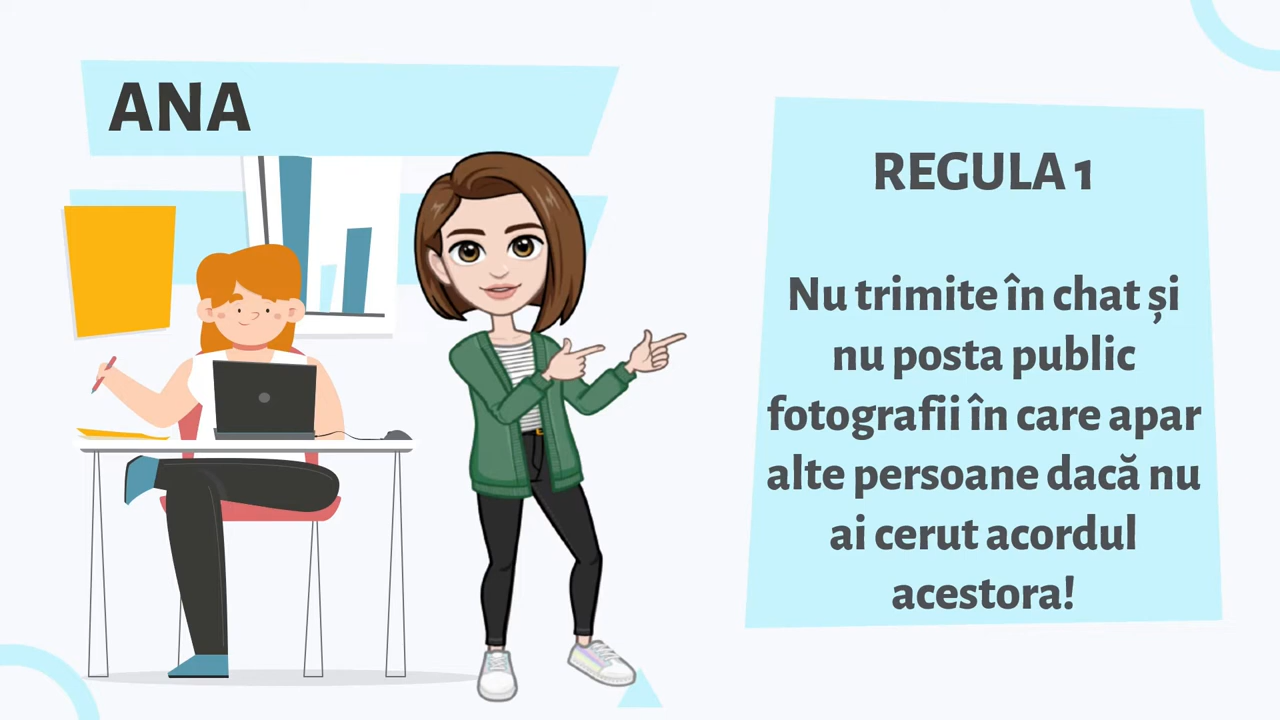 ANA
REGULA 1
Nu trimite în chat și
nu posta public
fotografii în care apar
alte persoane dacă nu
ai cerut acordul
acestora!